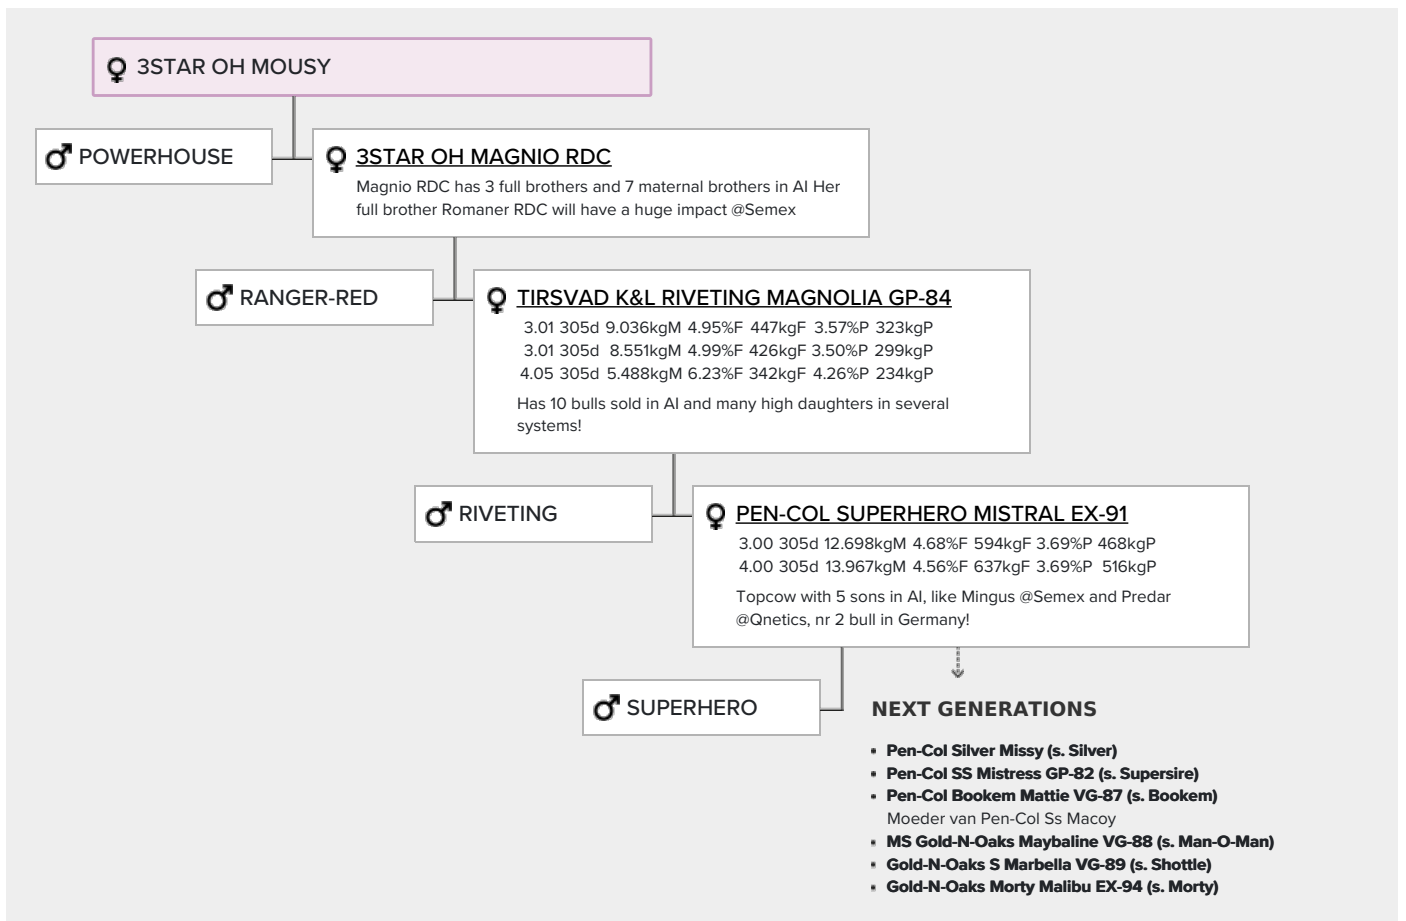 3STAR OH MOUSY
POWERHOUSE
3STAR OH MAGNIO RDC
Magnio RDC has 3 full brothers and 7 maternal brothers in AI Her
full brother Romaner RDC will have a huge impact @Semex
RANGER-RED
TIRSVAD K&L RIVETING MAGNOLIA GP-84
3.01 305d 9.036kgM 4.95%F 447kgF 3.57%P 323kgP
3.01 305d 8.551kgM 4.99%F 426kgF 3.50%P 299kgP
4.05 305d 5.488kgM 6.23%F 342kgF 4.26%P 234kgP
Has 10 bulls sold in AI and many high daughters in several
systems!
RIVETING
PEN-COL SUPERHERO MISTRAL EX-91
3.00 305d 12.698kgM 4.68%F 594kgF 3.69%P 468kgP
4.00 305d 13.967kgM 4.56%F 637kgF 3.69%P 516kgP
Topcow with 5 sons in AI, like Mingus @Semex and Predar
@Qnetics, nr 2 bull in Germany!
SUPERHERO
NEXT GENERATIONS
Pen-Col Silver Missy (s. Silver)
Pen-Col SS Mistress GP-82 (s. Supersire)
Pen-Col Bookem Mattie VG-87 (s. Bookem)
Moeder van Pen-Col Ss Macoy
MS Gold-N-Oaks Maybaline VG-88 (s. Man-O-Man)
Gold-N-Oaks S Marbella VG-89 (s. Shottle)
Gold-N-Oaks Morty Malibu EX-94 (s. Morty)